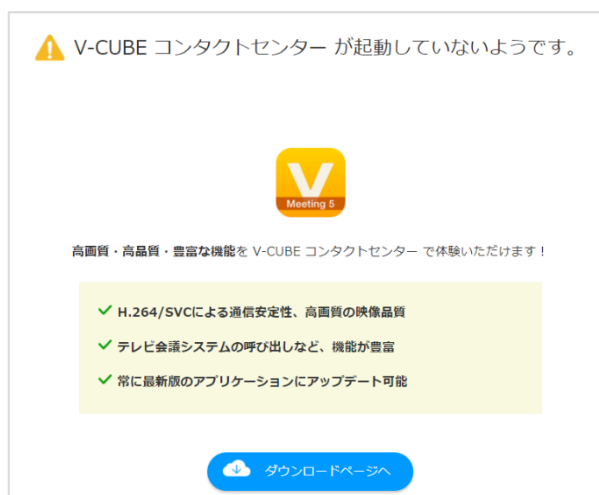 V-CUBE コンタクトセンター が起動していないようです。
V
Meeting 5
高画質・高品質・豊富な機能を V-CUBE コンタクトセンター で体験いただけます！
H.264/SVCによる通信安定性、高画質の映像品質
テレビ会議システムの呼び出しなど、機能が豊富
常に最新版のアプリケーションにアップデート可能
ダウンロードページへ